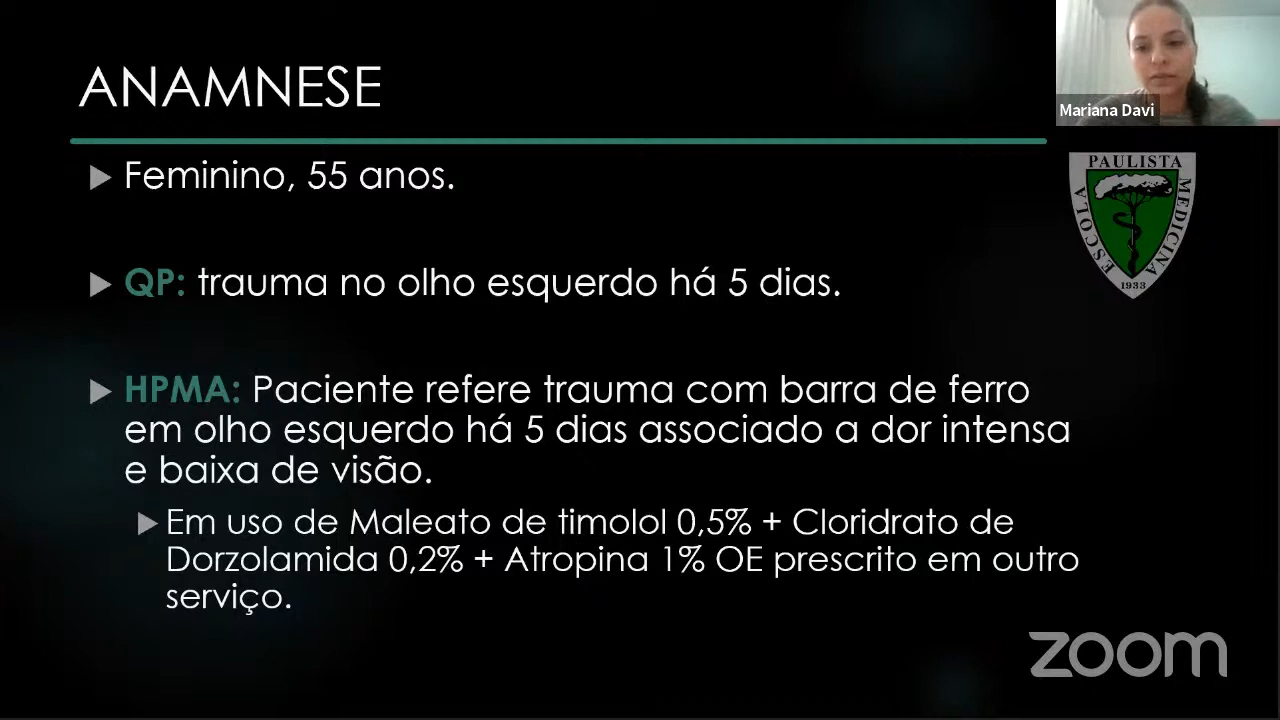 ANAMNESE
Feminino, 55 anos.
QP: trauma no olho esquerdo há 5 dias.
HPMA: Paciente refere trauma com barra de ferro
em olho esquerdo há 5 dias associado a dor intensa
e baixa de visão.
Em uso de Maleato de timolol 0,5% + Cloridrato de
Dorzolamida 0,2% + Atropina 1% OE prescrito em outro
serviço.
Mariana Davi
ESCOLA PAULISTA MEDICINA
1933
zoom